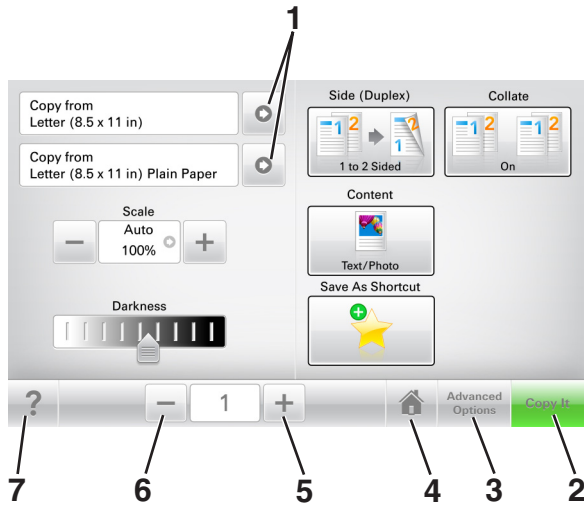 1
Copy from
Letter (8.5 x 11 in)
Copy from
Letter (8.5 x 11 in) Plain Paper
Scale
Auto
100%
Darkness
Side (Duplex)
1 2 1 2
1 to 2 Sided
Collate
1 2 1 2
On
Content
Text/Photo
Save As Shortcut
?
1
Advanced
Options
Copy It
7
6
5
4
3
2